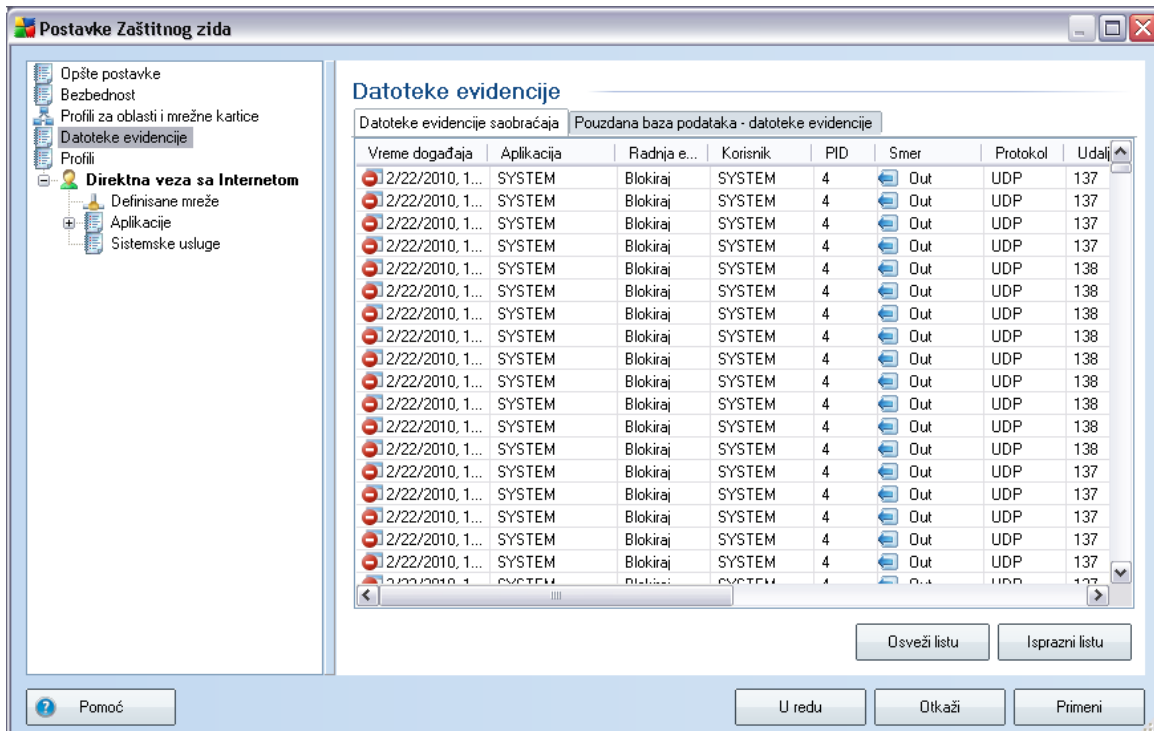 Postavke Zaštitnog zida
Opšte postavke
Bezbednost
Profili za oblasti i mrežne kartice
Datoteke evidencije
Profili
Direktna veza sa Internetom
Definisane mreže
Aplikacije
Sistemske usluge
Datoteke evidencije
Datoteke evidencije saobraćaja Pouzdana baza podataka - datoteke evidencije
Vreme događaja Aplikacija Radnja e... Korisnik PID Smer Protokol Udalj
2/22/2010, 1... SYSTEM Blokiraj SYSTEM 4 Out UDP 137
2/22/2010, 1... SYSTEM Blokiraj SYSTEM 4 Out UDP 137
2/22/2010, 1... SYSTEM Blokiraj SYSTEM 4 Out UDP 137
2/22/2010, 1... SYSTEM Blokiraj SYSTEM 4 Out UDP 137
2/22/2010, 1... SYSTEM Blokiraj SYSTEM 4 Out UDP 138
2/22/2010, 1... SYSTEM Blokiraj SYSTEM 4 Out UDP 138
2/22/2010, 1... SYSTEM Blokiraj SYSTEM 4 Out UDP 138
2/22/2010, 1... SYSTEM Blokiraj SYSTEM 4 Out UDP 138
2/22/2010, 1... SYSTEM Blokiraj SYSTEM 4 Out UDP 138
2/22/2010, 1... SYSTEM Blokiraj SYSTEM 4 Out UDP 138
2/22/2010, 1... SYSTEM Blokiraj SYSTEM 4 Out UDP 138
2/22/2010, 1... SYSTEM Blokiraj SYSTEM 4 Out UDP 138
2/22/2010, 1... SYSTEM Blokiraj SYSTEM 4 Out UDP 138
2/22/2010, 1... SYSTEM Blokiraj SYSTEM 4 Out UDP 137
2/22/2010, 1... SYSTEM Blokiraj SYSTEM 4 Out UDP 137
2/22/2010, 1... SYSTEM Blokiraj SYSTEM 4 Out UDP 137
2/22/2010, 1... SYSTEM Blokiraj SYSTEM 4 Out UDP 137
2/22/2010, 1... SYSTEM Blokiraj SYSTEM 4 Out UDP 137
Osveži listu Isprazni listu
Pomoć U redu Otkaži Primeni